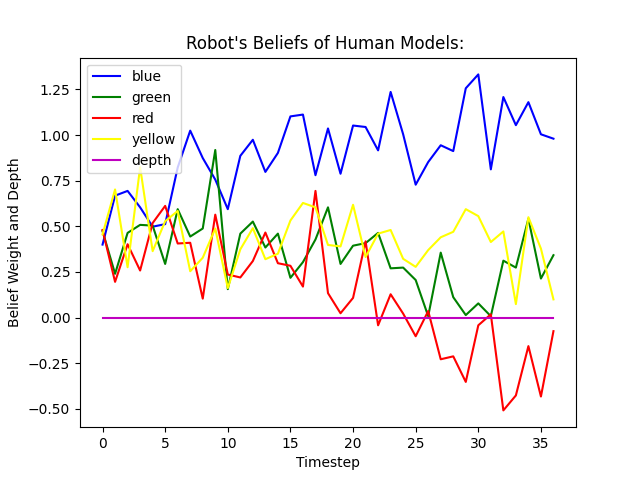 Robot's Beliefs of Human Models:
blue
green
red
yellow
depth
1.25
1.00
0.75
0.50
0.25
0.00
−0.25
−0.50
Belief Weight and Depth
0 5 10 15 20 25 30 35
Timestep